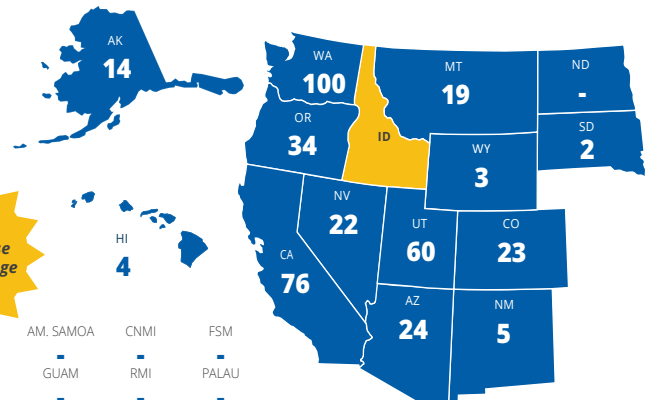 AK
14
WA
100
MT
19
ND
-
OR
34
ID
SD
2
WY
3
NV
22
UT
60
CO
23
HI
4
CA
76
AZ
24
NM
5
AM. SAMOA CNMI FSM
- - -
GUAM RMI PALAU
- - -